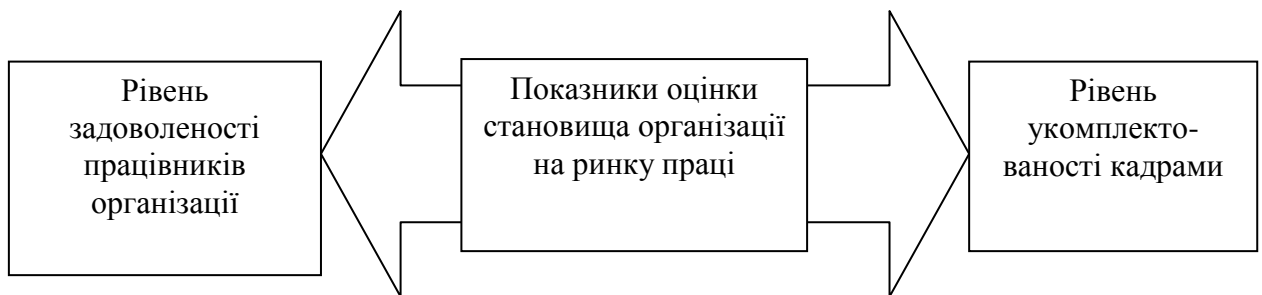 Рівень
задоволеності
працівників
організації
Показники оцінки
становища організації
на ринку праці
Рівень
укомплекто-
ваності кадрами